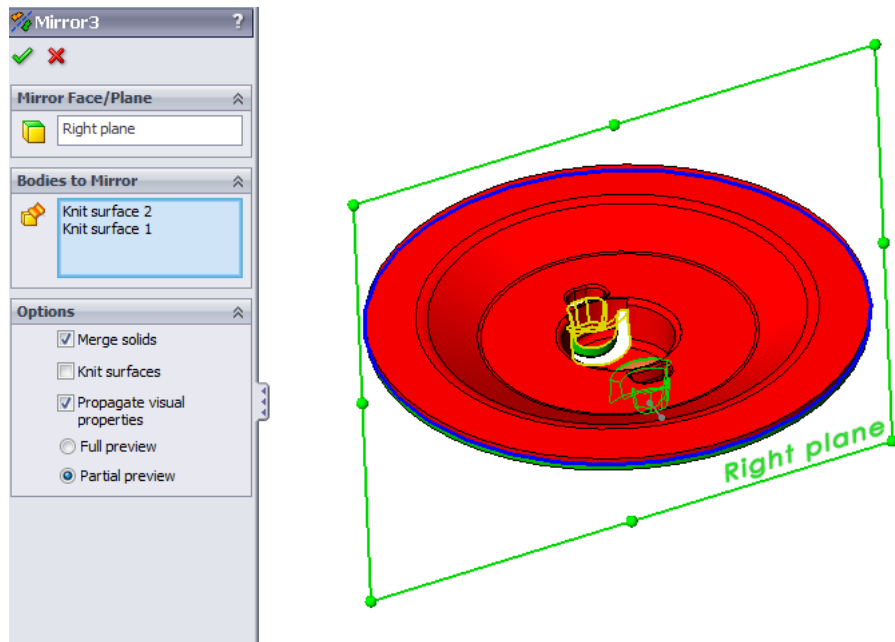 Mirror3 ?
Mirror Face/Plane
Right plane
Bodies to Mirror
Knit surface 2
Knit surface 1
Options
Merge solids
Knit surfaces
Propagate visual
properties
Full preview
Partial preview
Right plane